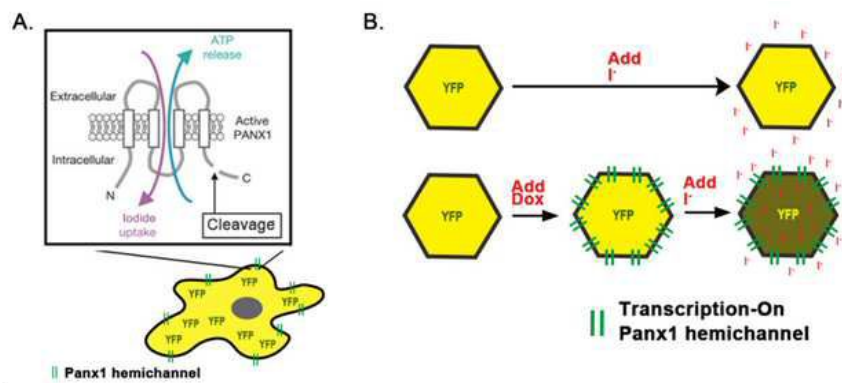 A.
ATP
release
Extracellular
Active
PANX1
Intracellular
N
C
Iodide
uptake
Cleavage
YFP
YFP
YFP
YFP
YFP
YFP
YFP
YFP
Panx1 hemichannel
B.
YFP
Add
I-
YFP
I- I- I- I- I- I- I- I- I- I-
YFP
Add
Dox
YFP
Add
I-
YFP
Transcription-On
Panx1 hemichannel